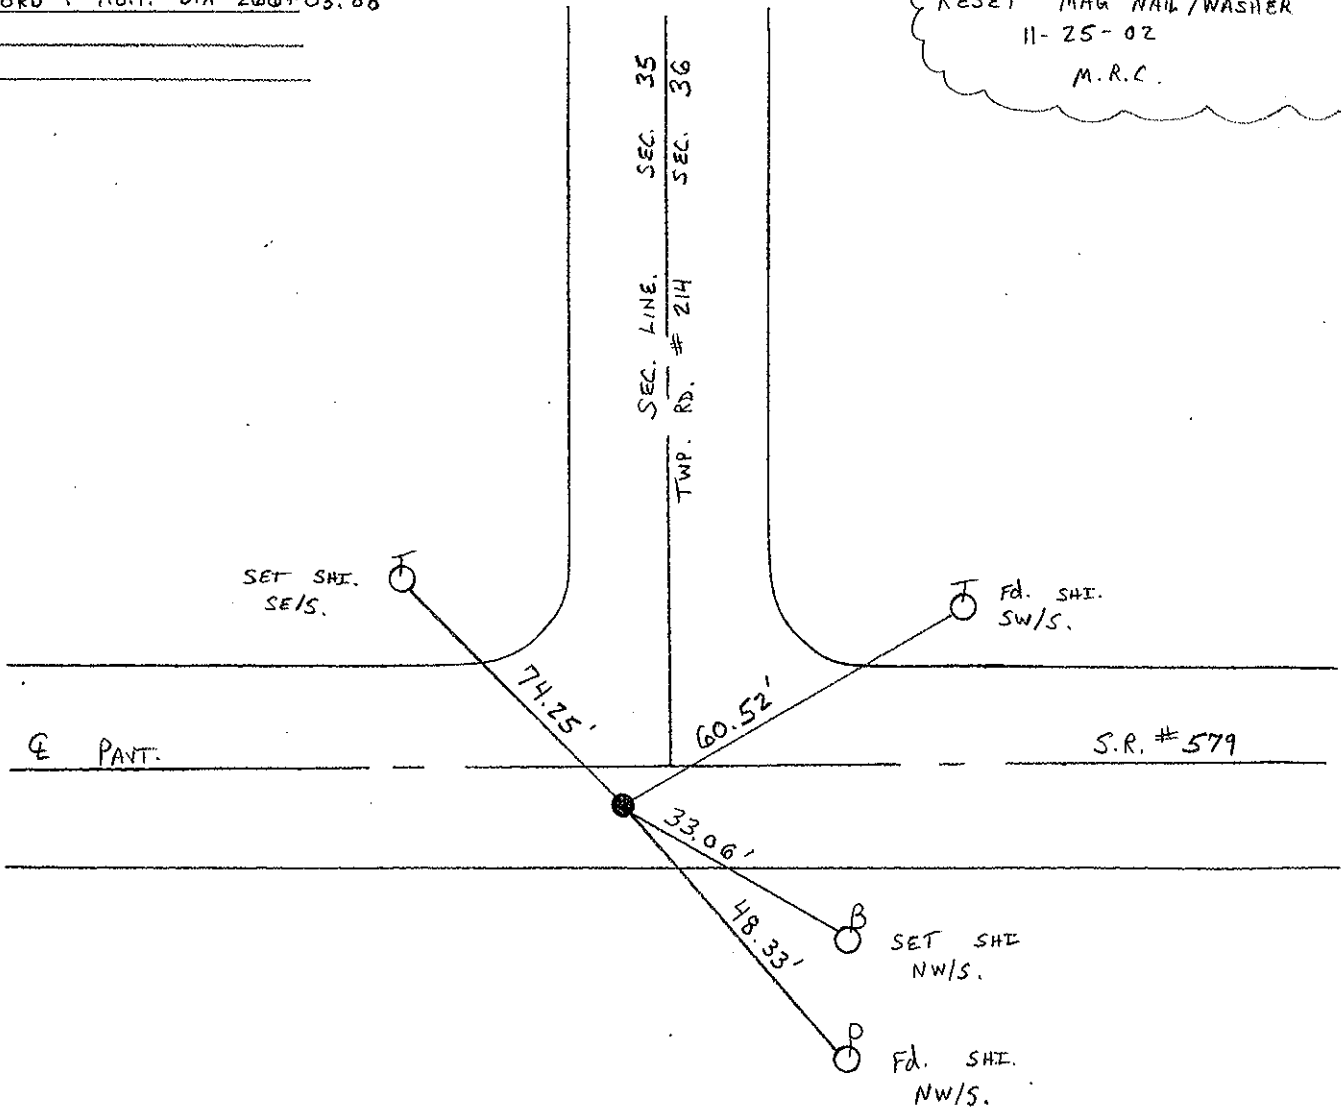 RESET MAG NAIL/WASHER
11-25-02
M.R.C.
SEC. LINE. SEC. 35
TWP. RD. # 214 SEC. 36
T
SET SHI.
SE/S.
T
Fd. SHI.
SW/S.
74.25'
60.52'
℄ PAVT.
S.R. # 579
33.06'
48.33'
B
SET SHI
NW/S.
P
Fd. SHI.
NW/S.